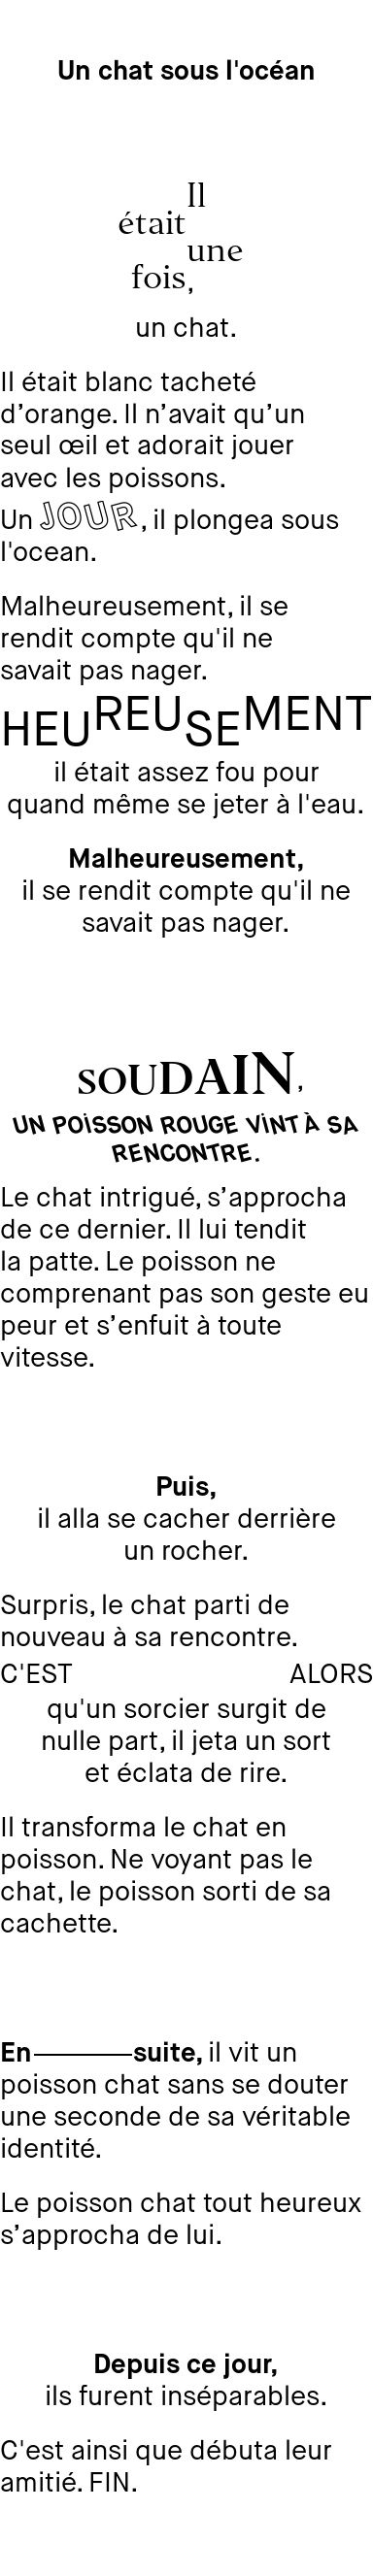 Un chat sous l'océan
Il
était
une
fois,
un chat.
Il était blanc tacheté
d’orange. Il n’avait qu’un
seul œil et adorait jouer
avec les poissons.
Un JOUR, il plongea sous
l'ocean.
Malheureusement, il se
rendit compte qu'il ne
savait pas nager.
HEUREUSEMENT
il était assez fou pour
quand même se jeter à l'eau.
Malheureusement,
il se rendit compte qu'il ne
savait pas nager.
SOUDAIN,
UN POISSON ROUGE VINT À SA
RENCONTRE.
Le chat intrigué, s’approcha
de ce dernier. Il lui tendit
la patte. Le poisson ne
comprenant pas son geste eu
peur et s’enfuit à toute
vitesse.
Puis,
il alla se cacher derrière
un rocher.
Surpris, le chat parti de
nouveau à sa rencontre.
C'EST ALORS
qu'un sorcier surgit de
nulle part, il jeta un sort
et éclata de rire.
Il transforma le chat en
poisson. Ne voyant pas le
chat, le poisson sorti de sa
cachette.
En———suite, il vit un
poisson chat sans se douter
une seconde de sa véritable
identité.
Le poisson chat tout heureux
s’approcha de lui.
Depuis ce jour,
ils furent inséparables.
C'est ainsi que débuta leur
amitié. FIN.